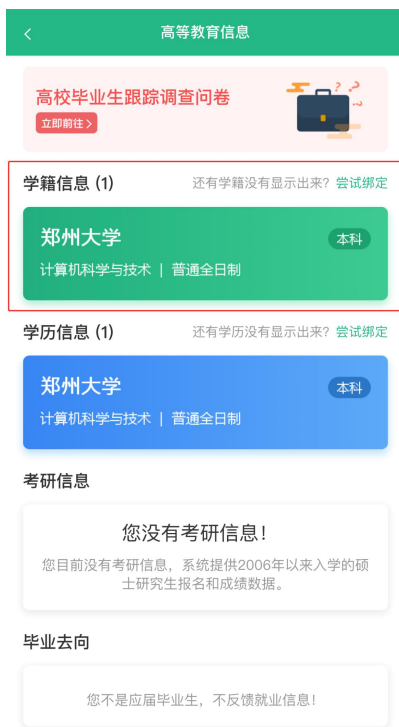 高等教育信息
高校毕业生跟踪调查问卷
立即前往>
学籍信息 (1) 还有学籍没有显示出来? 尝试绑定
郑州大学 本科
计算机科学与技术 | 普通全日制
学历信息 (1) 还有学历没有显示出来? 尝试绑定
郑州大学 本科
计算机科学与技术 | 普通全日制
考研信息
您没有考研信息!
您目前没有考研信息, 系统提供2006年以来入学的硕
士研究生报名和成绩数据。
毕业去向
您不是应届毕业生, 不反馈就业信息!